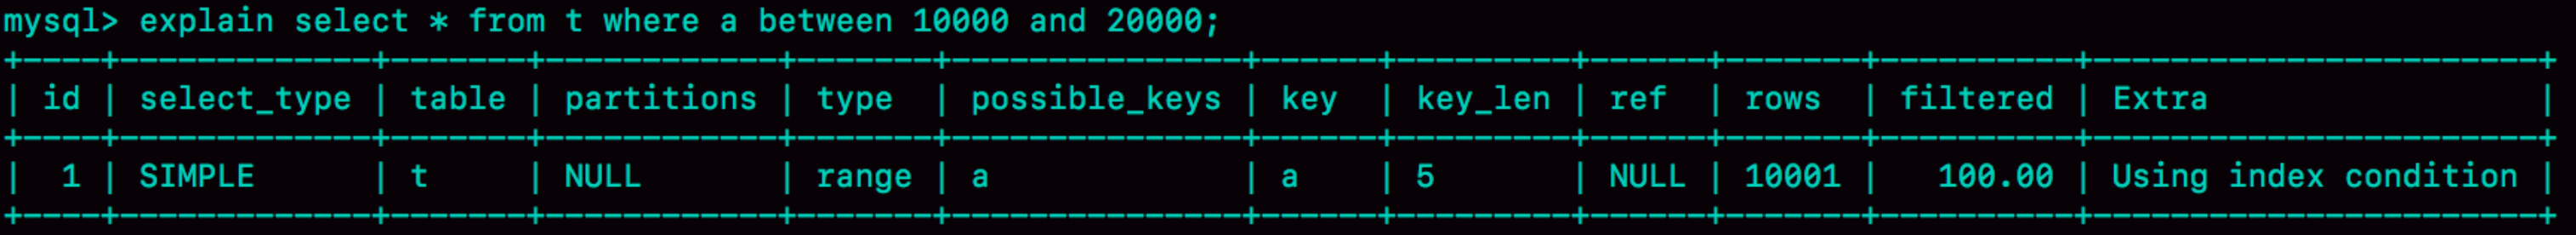 mysql> explain select * from t where a between 10000 and 20000;
+----+-------------+-------+------------+-------+---------------+------+---------+------+-------+----------+-----------------------+
| id | select_type | table | partitions | type  | possible_keys | key  | key_len | ref  | rows  | filtered | Extra                 |
+----+-------------+-------+------------+-------+---------------+------+---------+------+-------+----------+-----------------------+
|  1 | SIMPLE      | t     | NULL       | range | a             | a    | 5       | NULL | 10001 |   100.00 | Using index condition |
+----+-------------+-------+------------+-------+---------------+------+---------+------+-------+----------+-----------------------+